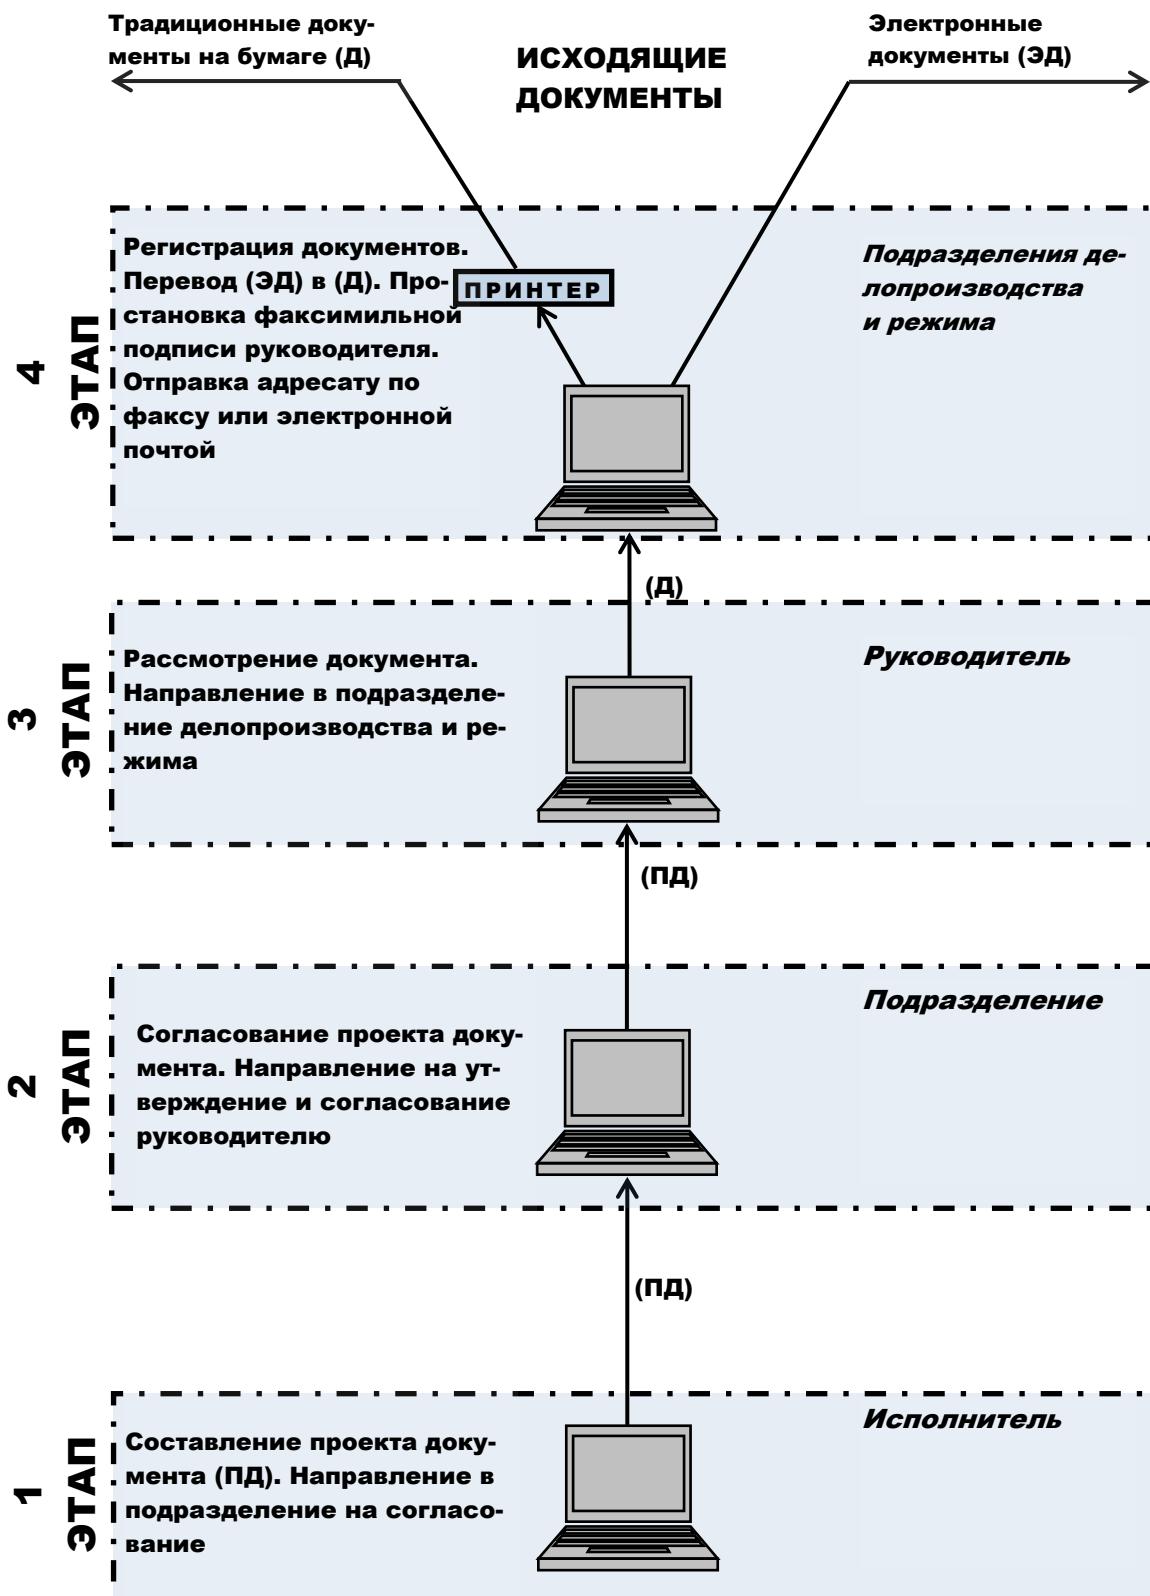 Традиционные доку-
менты на бумаге (Д)
ИСХОДЯЩИЕ
ДОКУМЕНТЫ
Электронные
документы (ЭД)
4
ЭТАП
Регистрация документов.
Перевод (ЭД) в (Д). Про-
становка факсимильной
подписи руководителя.
Отправка адресату по
факсу или электронной
почтой
ПРИНТЕР
Подразделения де-
лопроизводства
и режима
(Д)
3
ЭТАП
Рассмотрение документа.
Направление в подразделе-
ние делопроизводства и ре-
жима
Руководитель
(ПД)
2
ЭТАП
Согласование проекта доку-
мента. Направление на ут-
верждение и согласование
руководителю
Подразделение
(ПД)
1
ЭТАП
Составление проекта доку-
мента (ПД). Направление в
подразделение на согласо-
вание
Исполнитель